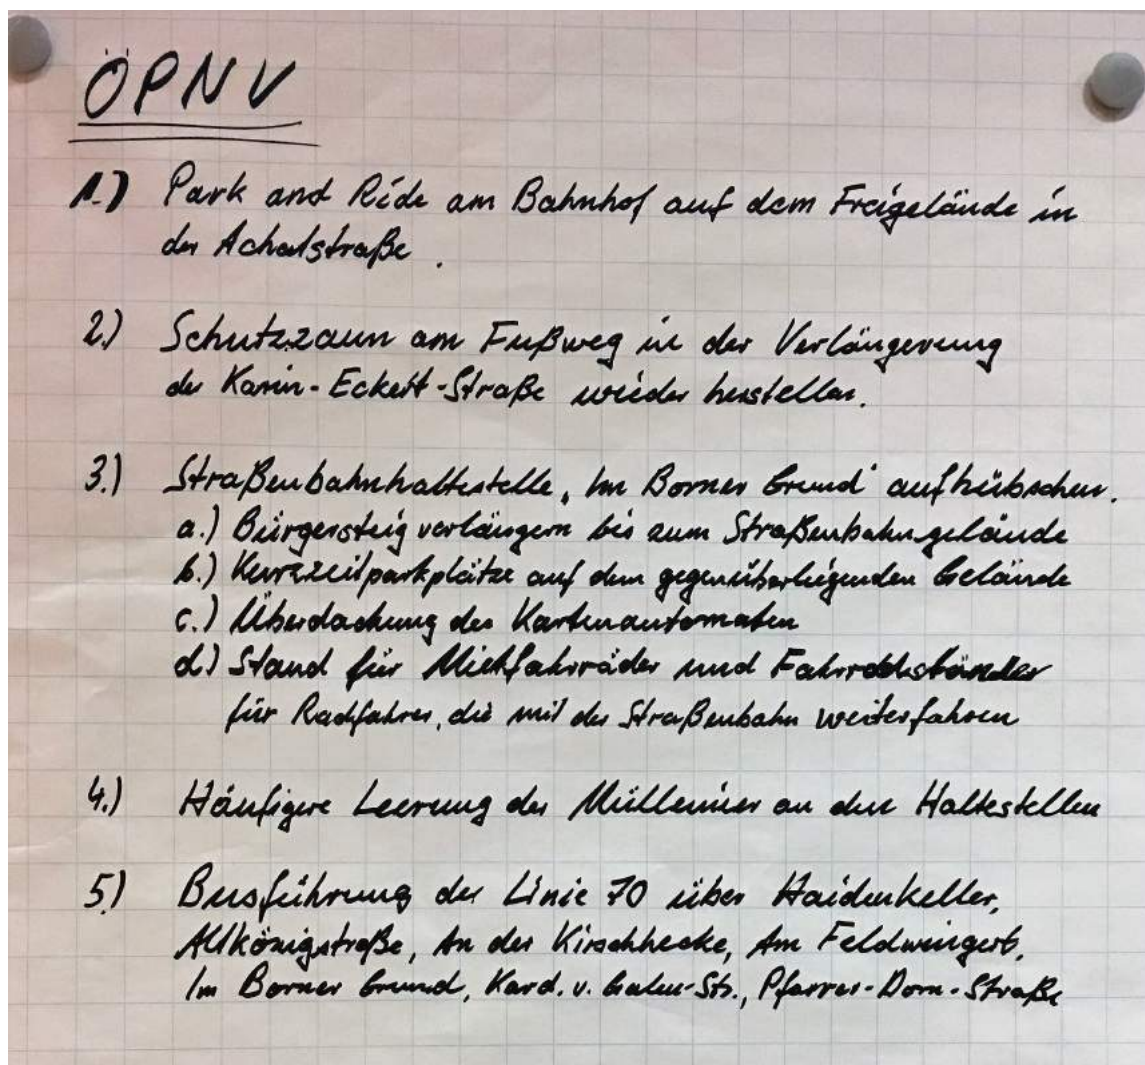 ÖPNV
1.) Park and Ride am Bahnhof auf dem Freigelände in
der Achatstraße.
2.) Schutzzaun am Fußweg in der Verlängerung
der Karin-Eckert-Straße wieder herstellen.
3.) Straßenbahnhaltestelle „Im Borner Grund“ aufhübschen.
a.) Bürgersteig verlängern bis zum Straßenbahngelände
b.) Kurzzeitparkplätze auf dem gegenüberliegenden Gelände
c.) Überdachung des Kartenautomaten
d.) Stand für Mietfahrräder und Fahrradständer
für Radfahrer, die mit der Straßenbahn weiterfahren
4.) Häufigere Leerung der Mülleimer an den Haltestellen
5.) Busführung der Linie 70 über Haidenkeller,
Altkönigstraße, An der Kirschhecke, Am Feldwingert,
Im Borner Grund, Kard. v. Galen-Str., Pfarrer-Dorn-Straße